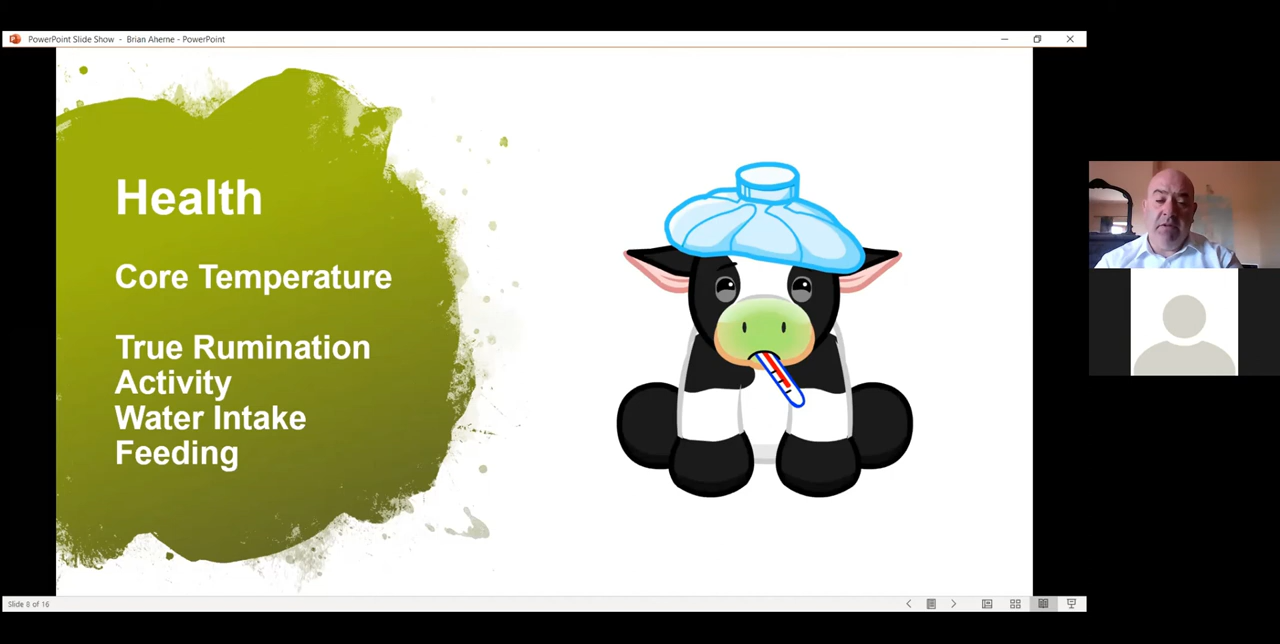 PowerPoint Slide Show - Brian Aherne - PowerPoint
Health
Core Temperature
True Rumination
Activity
Water Intake
Feeding
Slide 8 of 16